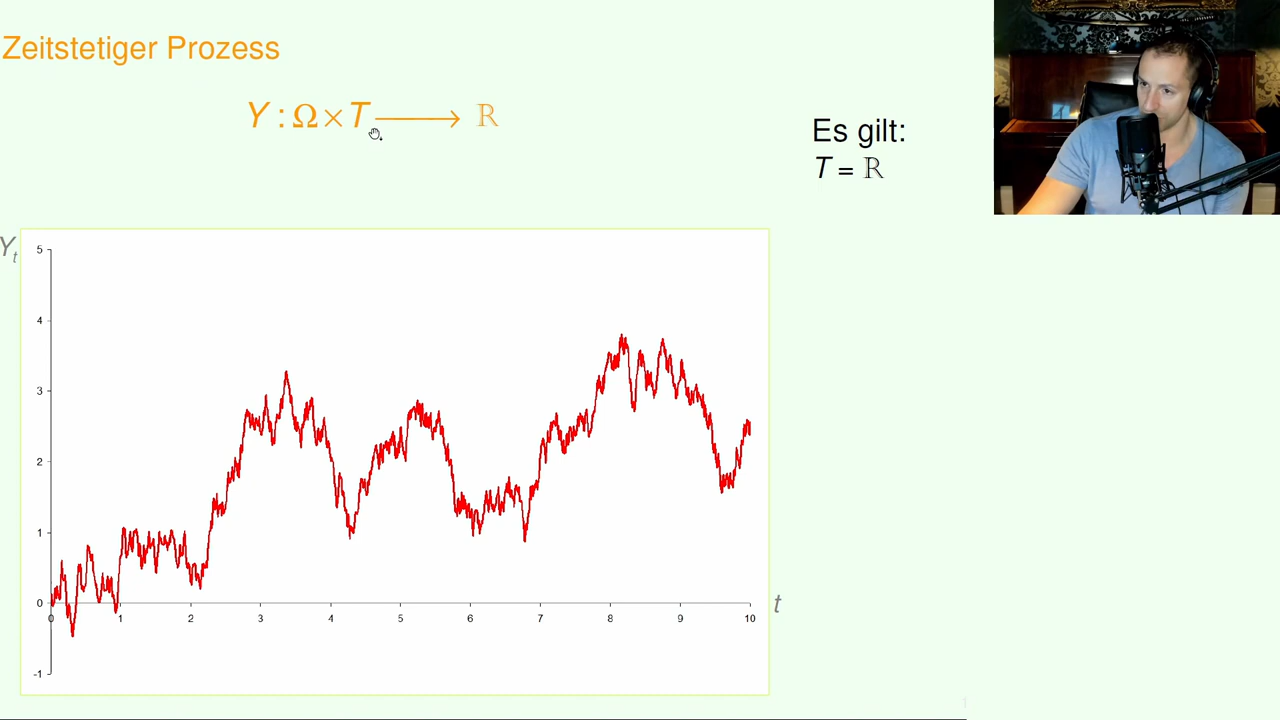 Zeitstetiger Prozess
Y : Ω × T ⟶ ℝ
Es gilt:
T = ℝ
Y_t
5
4
3
2
1
0
-1
0 1 2 3 4 5 6 7 8 9 10
t